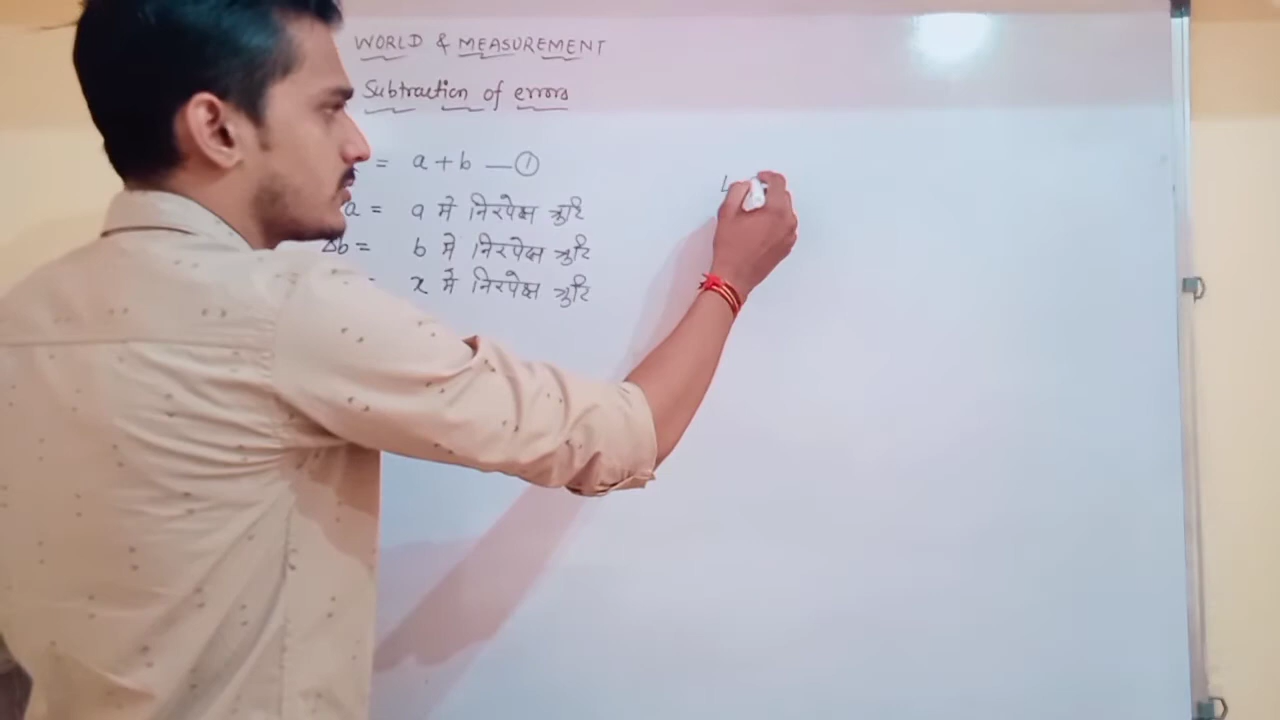 WORLD & MEASUREMENT
Subtraction of errors
= a + b — ①
a = a में निरपेक्ष त्रुटि
Δb = b में निरपेक्ष त्रुटि
= x में निरपेक्ष त्रुटि